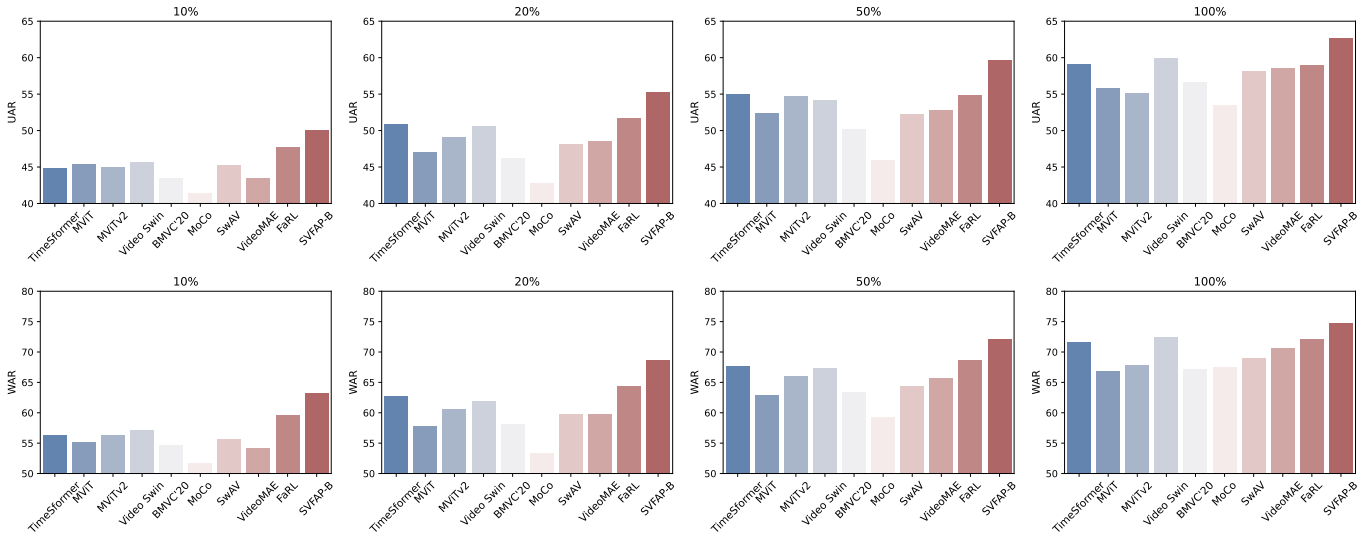 10%
UAR
65
60
55
50
45
40
TimeSformer
MViT
MViTv2
Video Swin
BMVC'20
MoCo
SwAV
VideoMAE
FaRL
SVFAP-B
20%
UAR
65
60
55
50
45
40
TimeSformer
MViT
MViTv2
Video Swin
BMVC'20
MoCo
SwAV
VideoMAE
FaRL
SVFAP-B
50%
UAR
65
60
55
50
45
40
TimeSformer
MViT
MViTv2
Video Swin
BMVC'20
MoCo
SwAV
VideoMAE
FaRL
SVFAP-B
100%
UAR
65
60
55
50
45
40
TimeSformer
MViT
MViTv2
Video Swin
BMVC'20
MoCo
SwAV
VideoMAE
FaRL
SVFAP-B
10%
WAR
80
75
70
65
60
55
50
TimeSformer
MViT
MViTv2
Video Swin
BMVC'20
MoCo
SwAV
VideoMAE
FaRL
SVFAP-B
20%
WAR
80
75
70
65
60
55
50
TimeSformer
MViT
MViTv2
Video Swin
BMVC'20
MoCo
SwAV
VideoMAE
FaRL
SVFAP-B
50%
WAR
80
75
70
65
60
55
50
TimeSformer
MViT
MViTv2
Video Swin
BMVC'20
MoCo
SwAV
VideoMAE
FaRL
SVFAP-B
100%
WAR
80
75
70
65
60
55
50
TimeSformer
MViT
MViTv2
Video Swin
BMVC'20
MoCo
SwAV
VideoMAE
FaRL
SVFAP-B